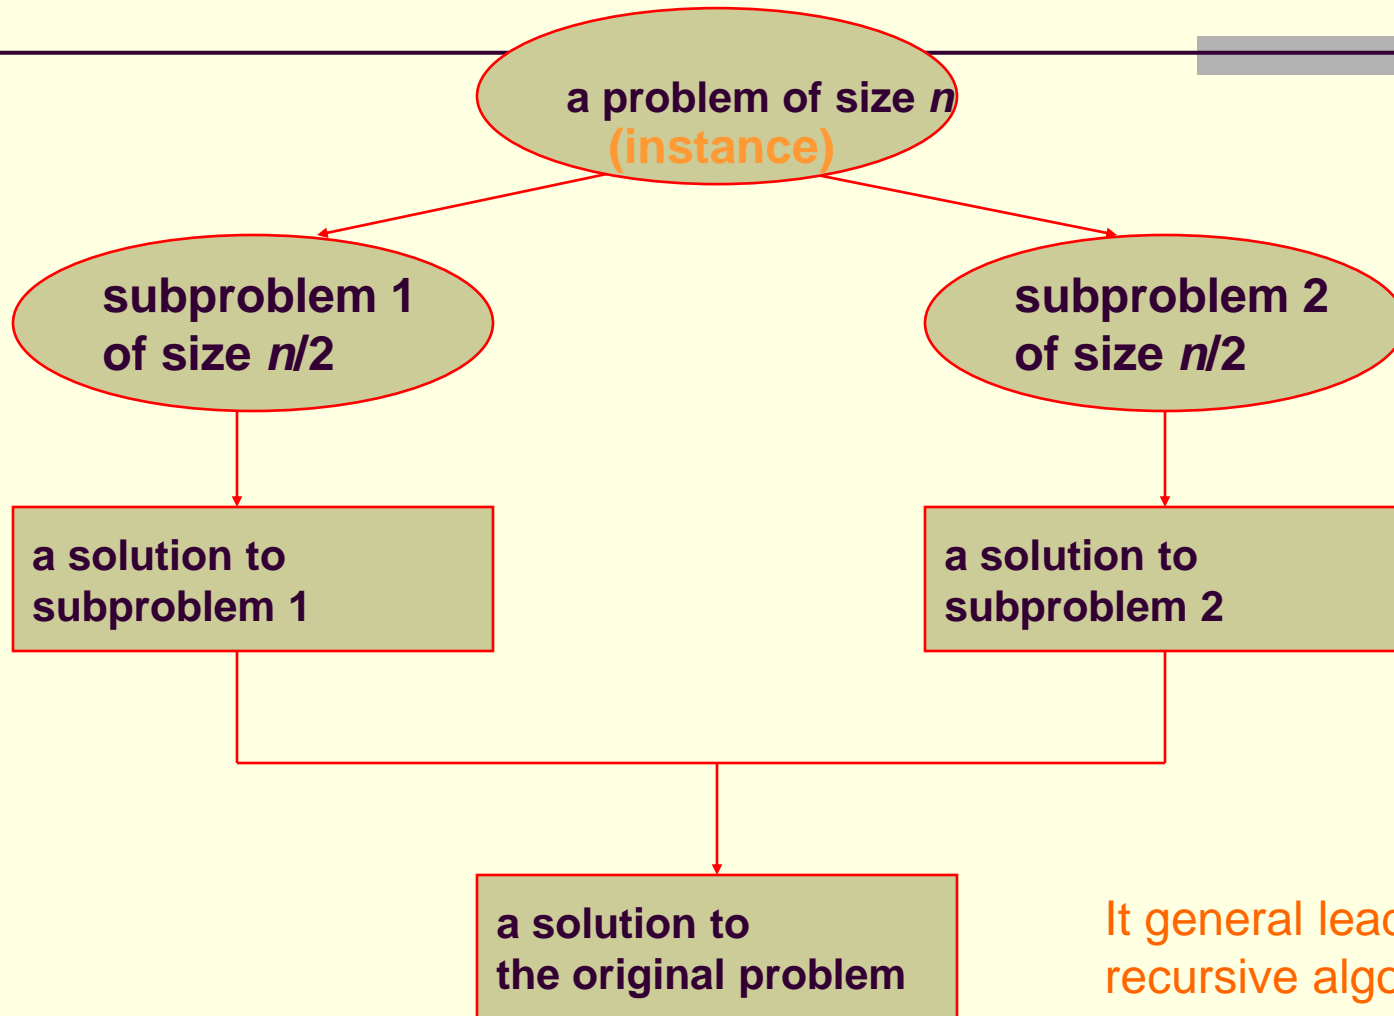 a problem of size n
(instance)
subproblem 1
of size n/2
subproblem 2
of size n/2
a solution to
subproblem 1
a solution to
subproblem 2
a solution to
the original problem
It general
recursive